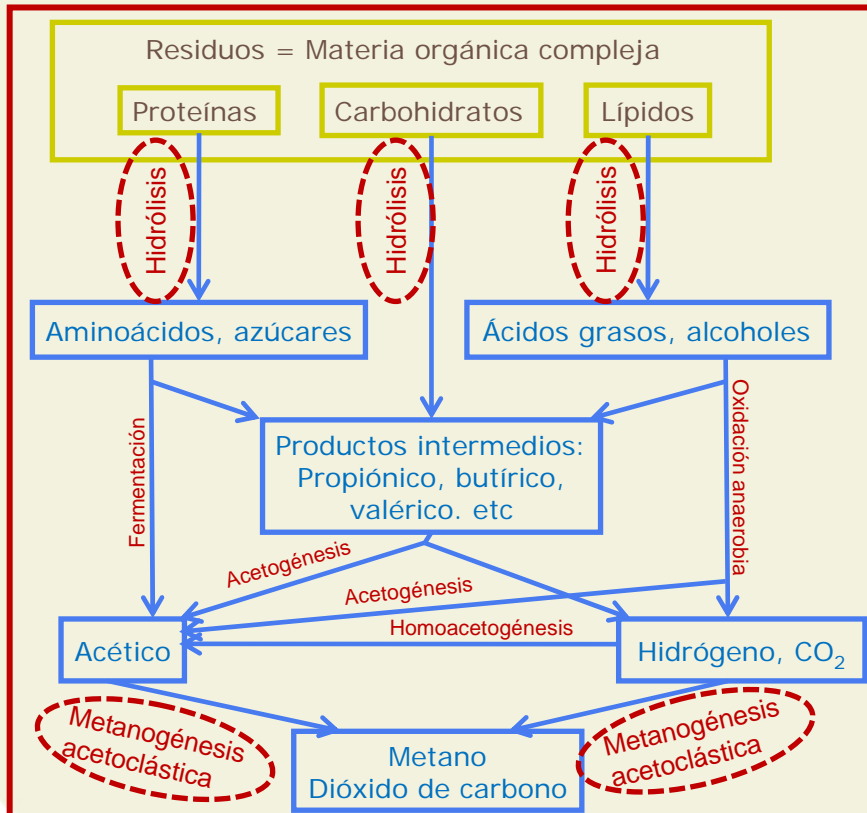 Residuos = Materia orgánica compleja
Proteínas
Carbohidratos
Lípidos
Hidrólisis
Hidrólisis
Hidrólisis
Aminoácidos, azúcares
Ácidos grasos, alcoholes
Fermentación
Productos intermedios:
Propiónico, butírico,
valérico. etc
Oxidación anaerobia
Acetogénesis
Acetogénesis
Homoacetogénesis
Acético
Hidrógeno, CO₂
Metanogénesis
acetoclástica
Metano
Dióxido de carbono
Metanogénesis
acetoclástica